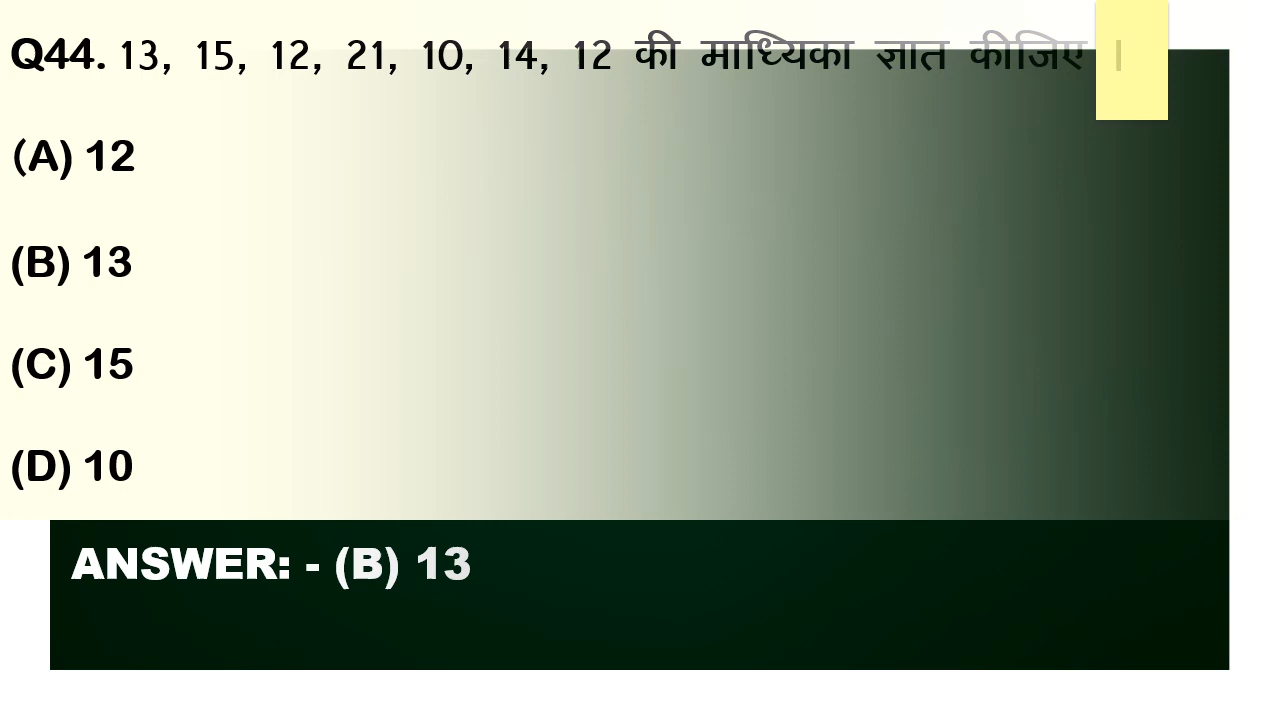 Q44. 13, 15, 12, 21, 10, 14, 12 की माध्यिका ज्ञात कीजिए ।
(A) 12
(B) 13
(C) 15
(D) 10
ANSWER: - (B) 13